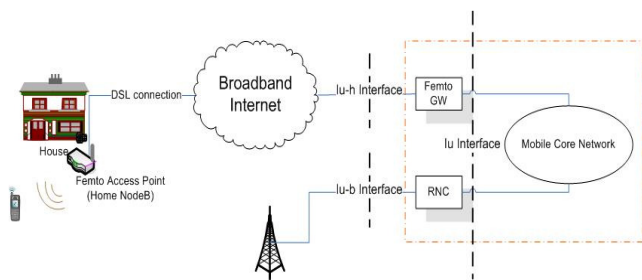 DSL connection
Broadband
Internet
Iu-h Interface
Femto
GW
House
Femto Access Point
(Home NodeB)
Iu Interface
Mobile Core Network
Iu-b Interface
RNC